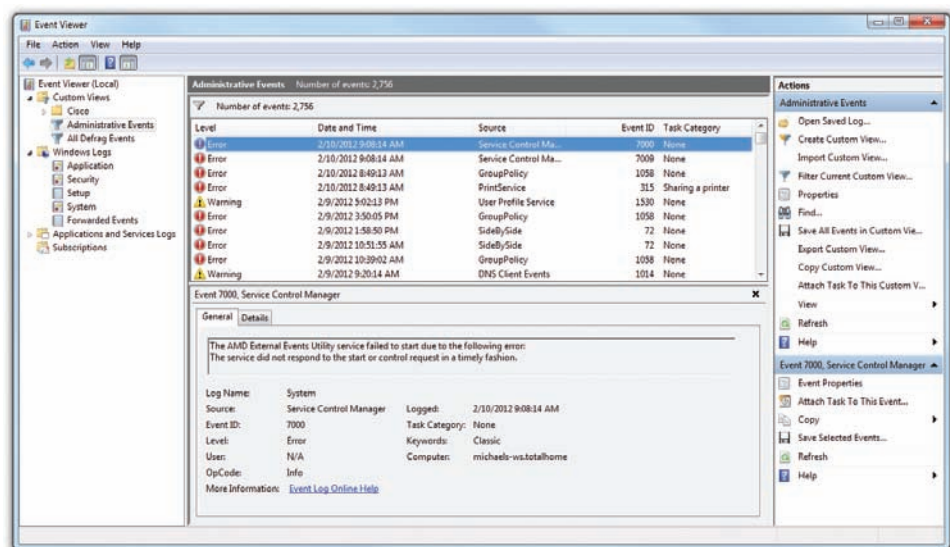 Event Viewer
File Action View Help
Event Viewer (Local)
Custom Views
Cisco
Administrative Events
All Defrag Events
Windows Logs
Application
Security
Setup
System
Forwarded Events
Applications and Services Logs
Subscriptions
Administrative Events Number of events: 2,756
Number of events: 2,756
Level Date and Time Source Event ID Task Category
Error 2/10/2012 9:08:14 AM Service Control Ma... 7000 None
Error 2/10/2012 9:08:14 AM Service Control Ma... 7009 None
Error 2/10/2012 8:49:13 AM GroupPolicy 1058 None
Error 2/10/2012 8:49:13 AM PrintService 315 Sharing a printer
Warning 2/9/2012 5:02:13 PM User Profile Service 1530 None
Error 2/9/2012 3:50:05 PM GroupPolicy 1058 None
Error 2/9/2012 1:58:50 PM SideBySide 72 None
Error 2/9/2012 10:51:55 AM SideBySide 72 None
Error 2/9/2012 10:39:02 AM GroupPolicy 1058 None
Warning 2/9/2012 9:20:14 AM DNS Client Events 1014 None
Event 7000, Service Control Manager
General Details
The AMD External Events Utility service failed to start due to the following error:
The service did not respond to the start or control request in a timely fashion.
Log Name: System
Source: Service Control Manager Logged: 2/10/2012 9:08:14 AM
Event ID: 7000 Task Category: None
Level: Error Keywords: Classic
User: N/A Computer: michaels-ws.totalhome
OpCode: Info
More Information: Event Log Online Help
Actions
Administrative Events
Open Saved Log...
Create Custom View...
Import Custom View...
Filter Current Custom View...
Properties
Find...
Save All Events in Custom Vie...
Export Custom View...
Copy Custom View...
Attach Task To This Custom V...
View
Refresh
Help
Event 7000, Service Control Manager
Event Properties
Attach Task To This Event...
Copy
Save Selected Events...
Refresh
Help